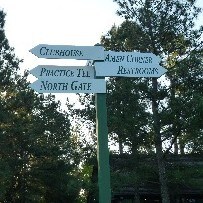 CLUBHOUSE
AMEN CORNER
RESTROOMS
PRACTICE TEE
NORTH GATE